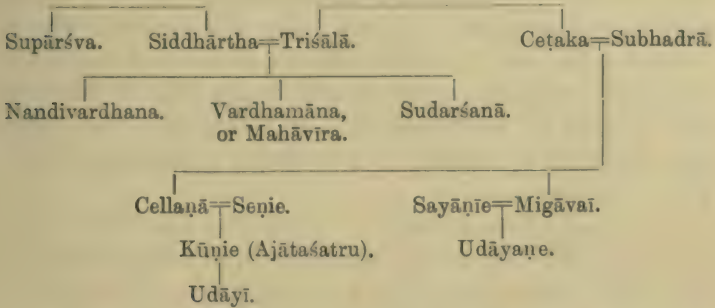 Supārśva. Siddhārtha=Triśālā. Ceṭaka=Subhadrā.
Nandivardhana. Vardhamāna, Sudarśanā.
or Mahāvīra.
Cellaṇā=Seṇie. Sayāṇīe=Migāvaī.
Kūṇie (Ajātaśatru). Udāyaṇe.
Udāyī.